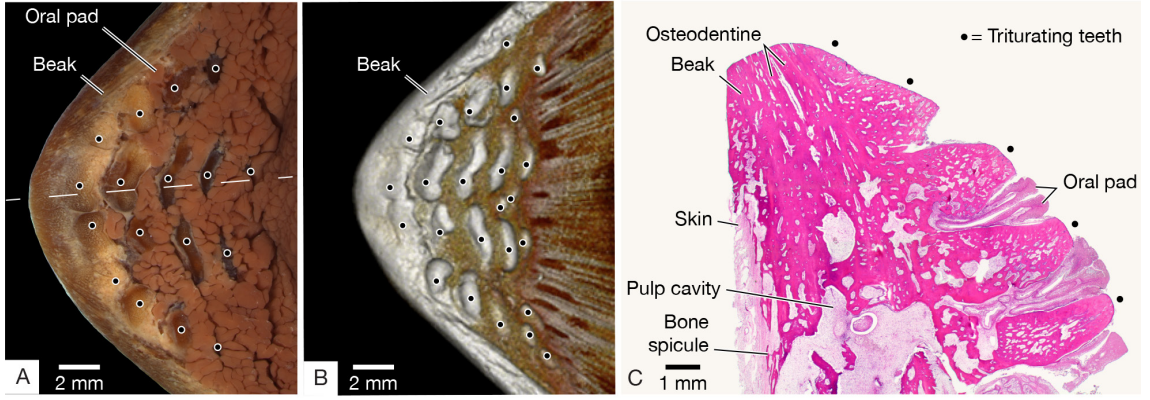 Oral pad
Beak
A
2 mm
Beak
B
2 mm
Osteodentine
Beak
• = Triturating teeth
Oral pad
Skin
Pulp cavity
Bone
spicule
C
1 mm